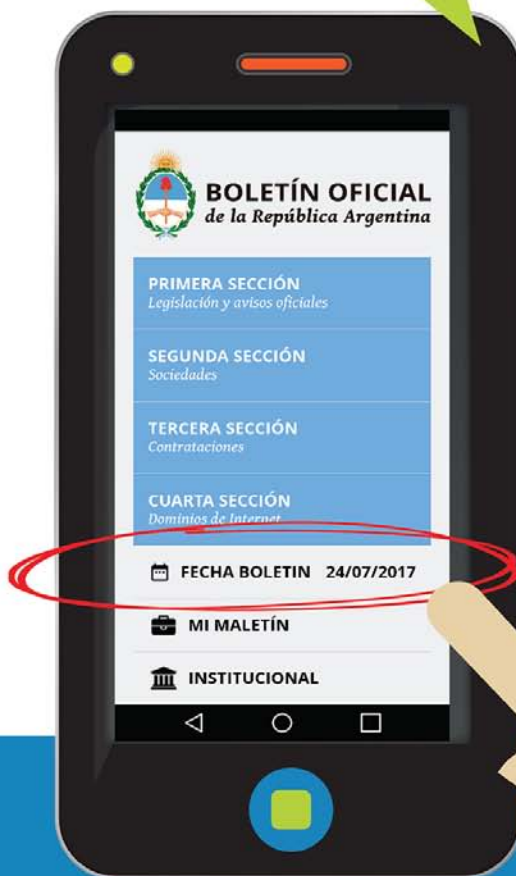 BOLETÍN OFICIAL
de la República Argentina
PRIMERA SECCIÓN
Legislación y avisos oficiales
SEGUNDA SECCIÓN
Sociedades
TERCERA SECCIÓN
Contrataciones
CUARTA SECCIÓN
Dominios de Internet
FECHA BOLETIN 24/07/2017
MI MALETÍN
INSTITUCIONAL